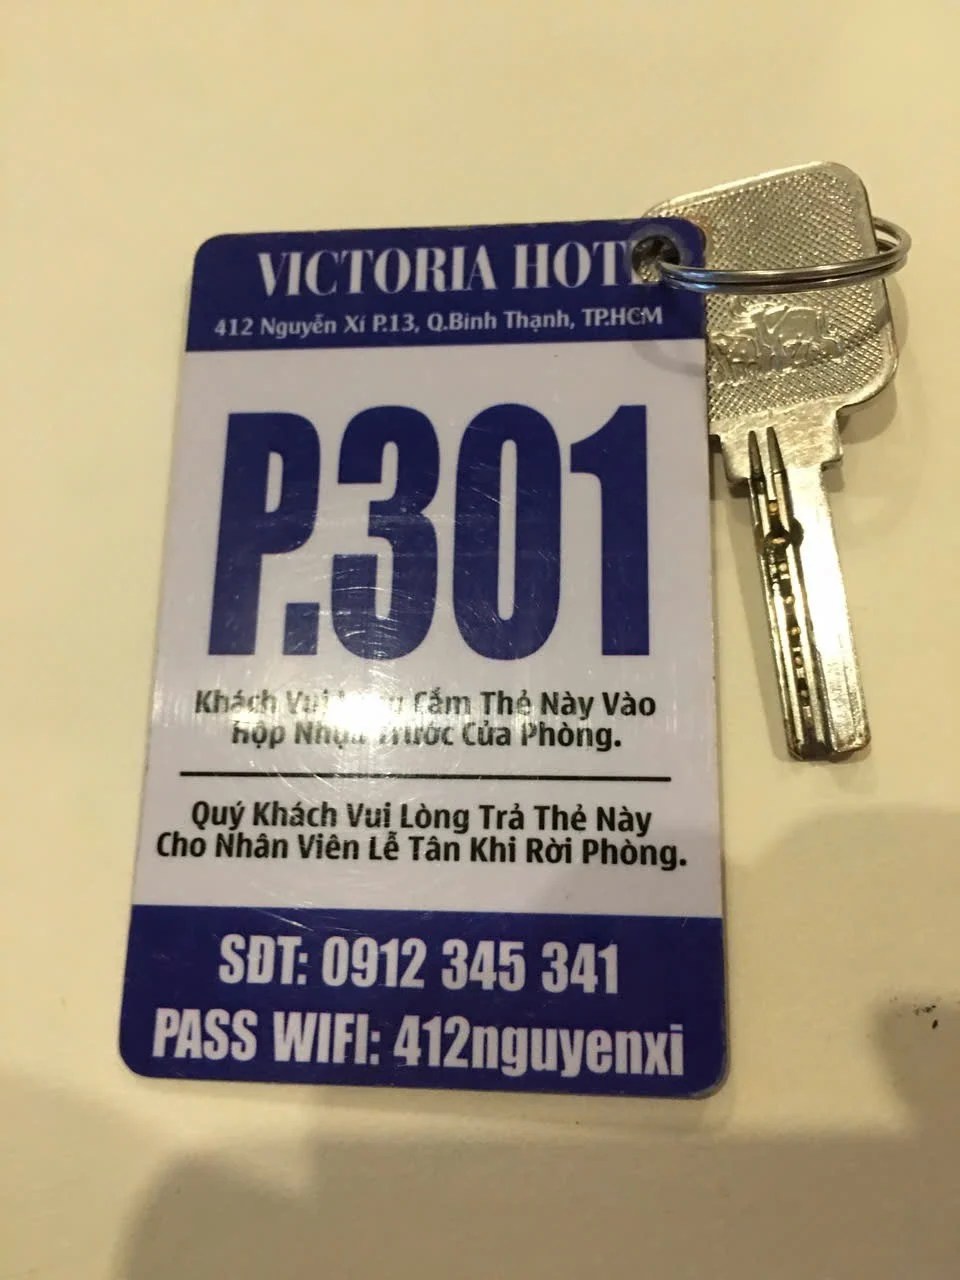 VICTORIA HOT
412 Nguyễn Xí P.13, Q.Bình Thạnh, TP.HCM
P.301
Khách Vui Cắm Thẻ Này Vào
Hộp Nhựa Trước Cửa Phòng.
Quý Khách Vui Lòng Trả Thẻ Này
Cho Nhân Viên Lễ Tân Khi Rời Phòng.
SĐT: 0912 345 341
PASS WIFI: 412nguyenxi